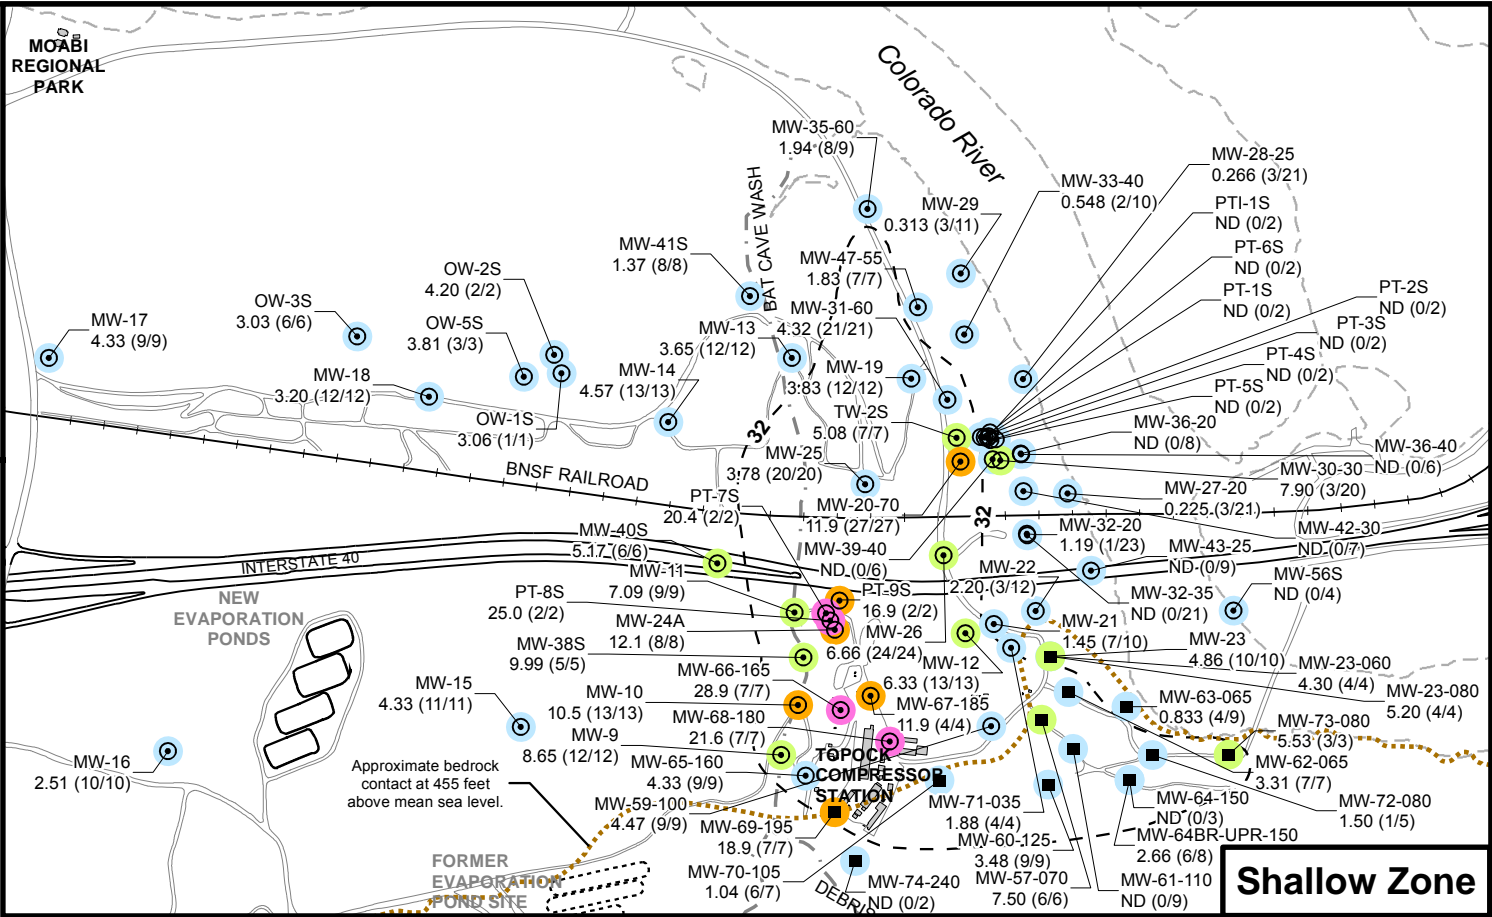 MOABI
REGIONAL
PARK
Colorado River
BAT CAVE WASH
MW-35-60
1.94 (8/9)
MW-28-25
0.266 (3/21)
MW-33-40
0.548 (2/10)
MW-29
0.313 (3/11)
PTI-1S
ND (0/2)
PT-6S
ND (0/2)
PT-1S
ND (0/2)
PT-2S
ND (0/2)
PT-3S
ND (0/2)
PT-4S
ND (0/2)
PT-5S
ND (0/2)
MW-41S
1.37 (8/8)
MW-47-55
1.83 (7/7)
OW-2S
4.20 (2/2)
OW-3S
3.03 (6/6)
MW-31-60
4.32 (21/21)
MW-17
4.33 (9/9)
OW-5S
3.81 (3/3)
MW-13
3.65 (12/12)
MW-18
3.20 (12/12)
MW-14
4.57 (13/13)
MW-19
3.83 (12/12)
OW-1S
3.06 (1/1)
TW-2S
5.08 (7/7)
32
MW-36-20
ND (0/8)
MW-36-40
ND (0/6)
MW-25
3.78 (20/20)
BNSF RAILROAD
MW-30-30
7.90 (3/20)
PT-7S
20.4 (2/2)
MW-20-70
11.9 (27/27)
32
MW-27-20
0.225 (3/21)
MW-40S
5.17 (6/6)
MW-39-40
ND (0/6)
MW-32-20
1.19 (1/23)
MW-42-30
ND (0/7)
MW-43-25
ND (0/9)
INTERSTATE 40
MW-11
7.09 (9/9)
MW-22
2.20 (3/12)
MW-56S
ND (0/4)
PT-8S
25.0 (2/2)
PT-9S
16.9 (2/2)
MW-32-35
ND (0/21)
NEW
EVAPORATION
PONDS
MW-24A
12.1 (8/8)
MW-26
6.66 (24/24)
MW-21
1.45 (7/10)
MW-23
4.86 (10/10)
MW-38S
9.99 (5/5)
MW-12
6.33 (13/13)
MW-23-060
4.30 (4/4)
MW-66-165
28.9 (7/7)
MW-15
4.33 (11/11)
MW-10
10.5 (13/13)
MW-67-185
11.9 (4/4)
MW-63-065
0.833 (4/9)
MW-23-080
5.20 (4/4)
MW-68-180
21.6 (7/7)
MW-73-080
5.53 (3/3)
MW-9
8.65 (12/12)
MW-16
2.51 (10/10)
Approximate bedrock
contact at 455 feet
above mean sea level.
MW-65-160
4.33 (9/9)
TOPOCK
COMPRESSOR
STATION
MW-62-065
3.31 (7/7)
MW-59-100
4.47 (9/9)
MW-71-035
1.88 (4/4)
MW-64-150
ND (0/3)
MW-72-080
1.50 (1/5)
MW-69-195
18.9 (7/7)
MW-60-125
3.48 (9/9)
MW-64BR-UPR-150
2.66 (6/8)
FORMER
EVAPORATION
POND SITE
MW-70-105
1.04 (6/7)
MW-74-240
ND (0/2)
MW-57-070
7.50 (6/6)
MW-61-110
ND (0/9)
DEBRIS
Shallow Zone